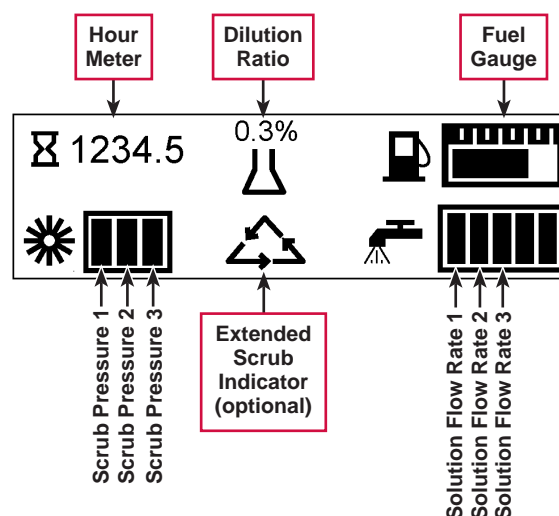 Hour
Meter
Dilution
Ratio
Fuel
Gauge
1234.5
0.3%
Extended
Scrub
Indicator
(optional)
Scrub Pressure 1
Scrub Pressure 2
Scrub Pressure 3
Solution Flow Rate 1
Solution Flow Rate 2
Solution Flow Rate 3